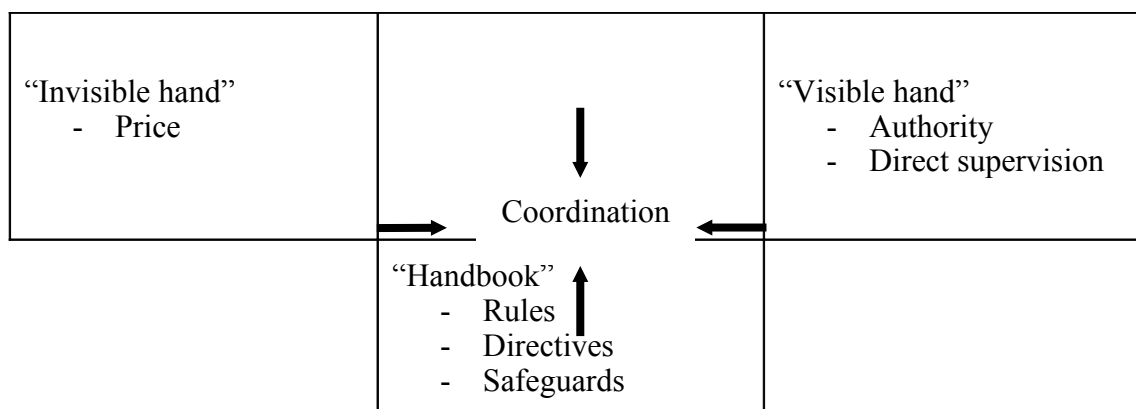 “Invisible hand”
- Price
“Visible hand”
- Authority
- Direct supervision
Coordination
“Handbook”
- Rules
- Directives
- Safeguards